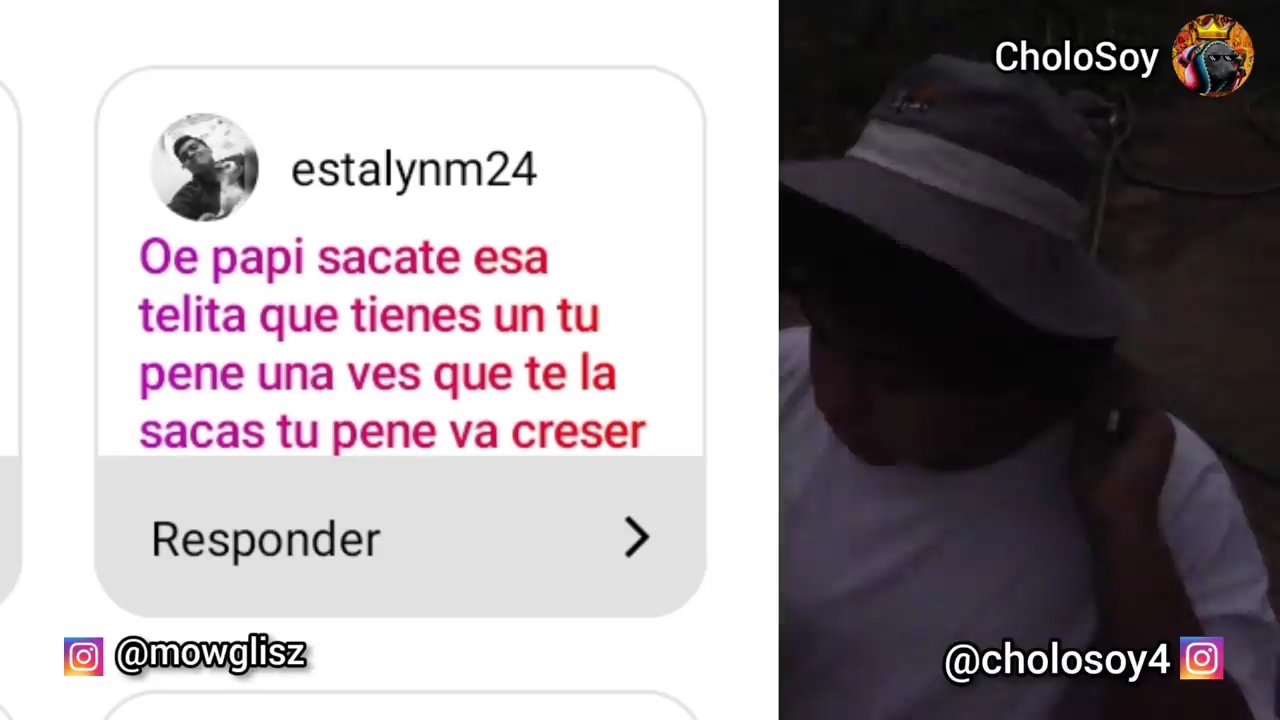 CholoSoy
estalynm24
Oe papi sacate esa
telita que tienes un tu
pene una ves que te la
sacas tu pene va creser
Responder
@mowglisz
@cholosoy4